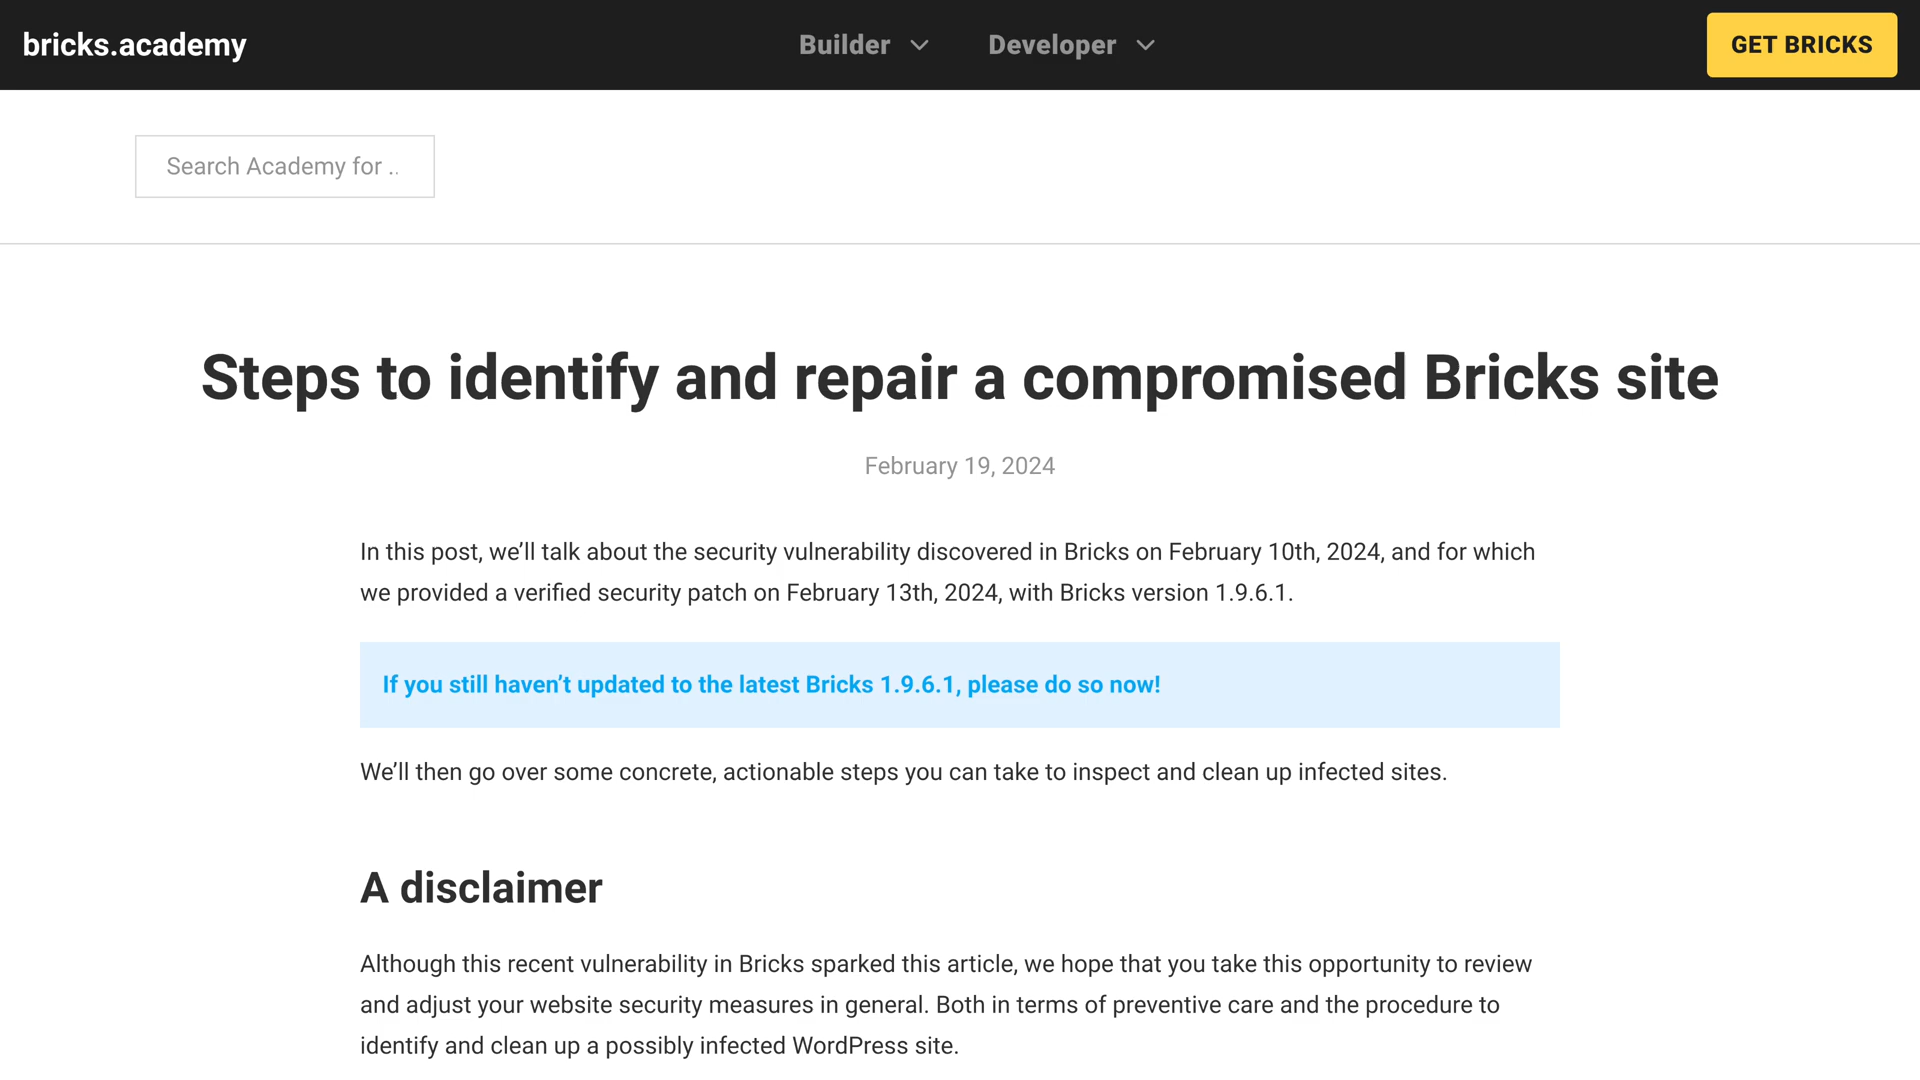 bricks.academy
Builder
Developer
GET BRICKS
Search Academy for ..
Steps to identify and repair a compromised Bricks site
February 19, 2024
In this post, we’ll talk about the security vulnerability discovered in Bricks on February 10th, 2024, and for which
we provided a verified security patch on February 13th, 2024, with Bricks version 1.9.6.1.
If you still haven’t updated to the latest Bricks 1.9.6.1, please do so now!
We’ll then go over some concrete, actionable steps you can take to inspect and clean up infected sites.
A disclaimer
Although this recent vulnerability in Bricks sparked this article, we hope that you take this opportunity to review
and adjust your website security measures in general. Both in terms of preventive care and the procedure to
identify and clean up a possibly infected WordPress site.